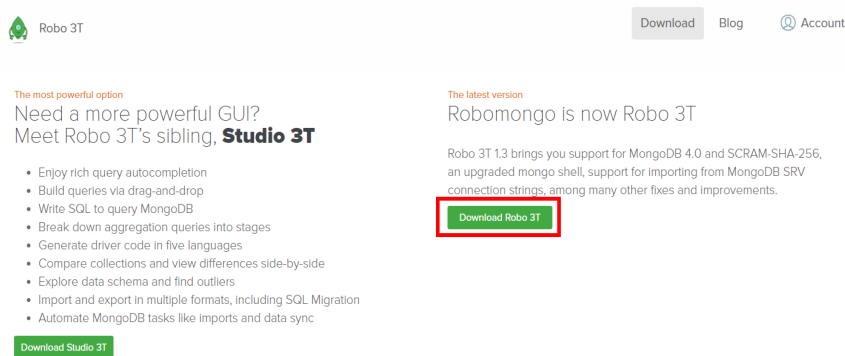 Robo 3T
Download
Blog
Account
The most powerful option
Need a more powerful GUI?
Meet Robo 3T's sibling, Studio 3T
• Enjoy rich query autocompletion
• Build queries via drag-and-drop
• Write SQL to query MongoDB
• Break down aggregation queries into stages
• Generate driver code in five languages
• Compare collections and view differences side-by-side
• Explore data schema and find outliers
• Import and export in multiple formats, including SQL Migration
• Automate MongoDB tasks like imports and data sync
Download Studio 3T
The latest version
Robomongo is now Robo 3T
Robo 3T 1.3 brings you support for MongoDB 4.0 and SCRAM-SHA-256,
an upgraded mongo shell, support for importing from MongoDB SRV
connection strings, among many other fixes and improvements.
Download Robo 3T